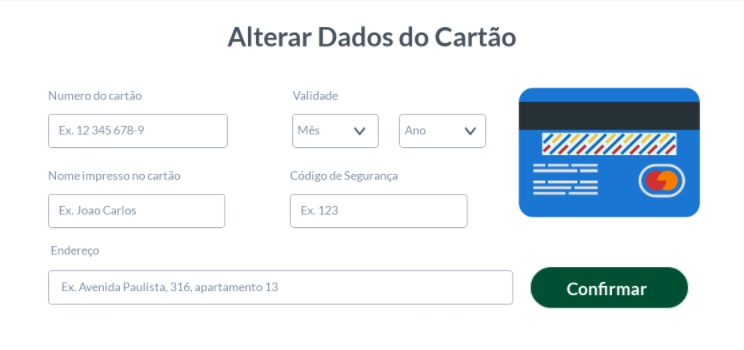 Alterar Dados do Cartão
Numero do cartão
Validade
Ex. 12 345 678-9
Mês
Ano
Nome impresso no cartão
Código de Segurança
Ex. Joao Carlos
Ex. 123
Endereço
Ex. Avenida Paulista, 316, apartamento 13
Confirmar